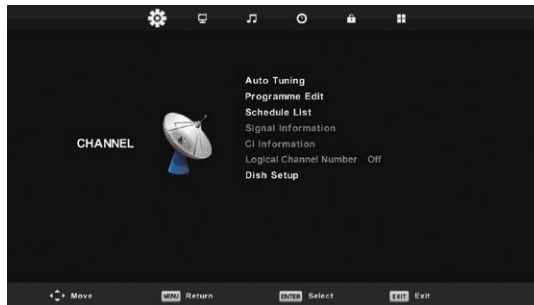 Auto Tuning
Programme Edit
Schedule List
Signal Information
CHANNEL
CI Information
Logical Channel Number Off
Dish Setup
Move MENU Return ENTER Select EXIT Exit